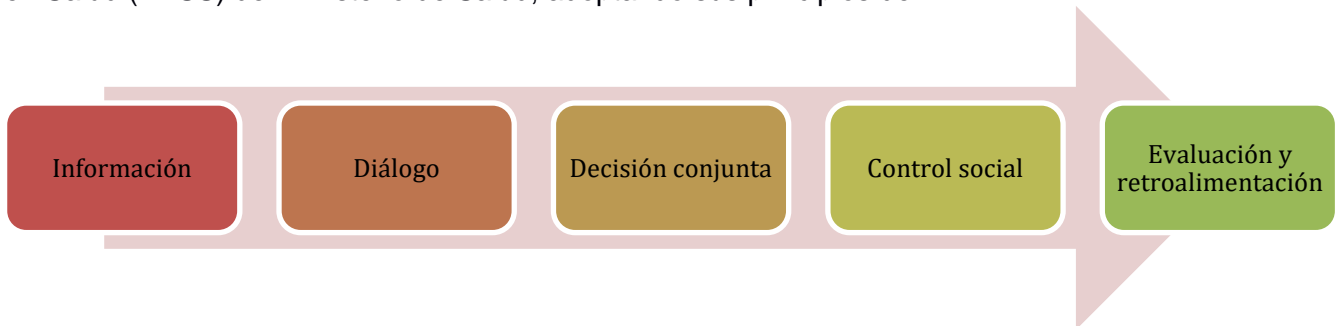 Información
Diálogo
Decisión conjunta
Control social
Evaluación y
retroalimentación